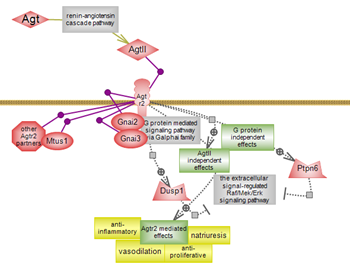 Agt
renin-angiotensin
cascade pathway
AgtII
Agt
r2
other
Agtr2
partners
Mtus1
Gnai2
Gnai3
G protein mediated
signaling pathway
via Galphai family
G protein
independent
effects
AgtII
independent
effects
Ptpn6
Dusp1
the extracellular
signal-regulated
Raf/Mek/Erk
signaling pathway
Agtr2 mediated
effects
anti-
inflammatory
natriuresis
vasodilation
anti-
proliferative